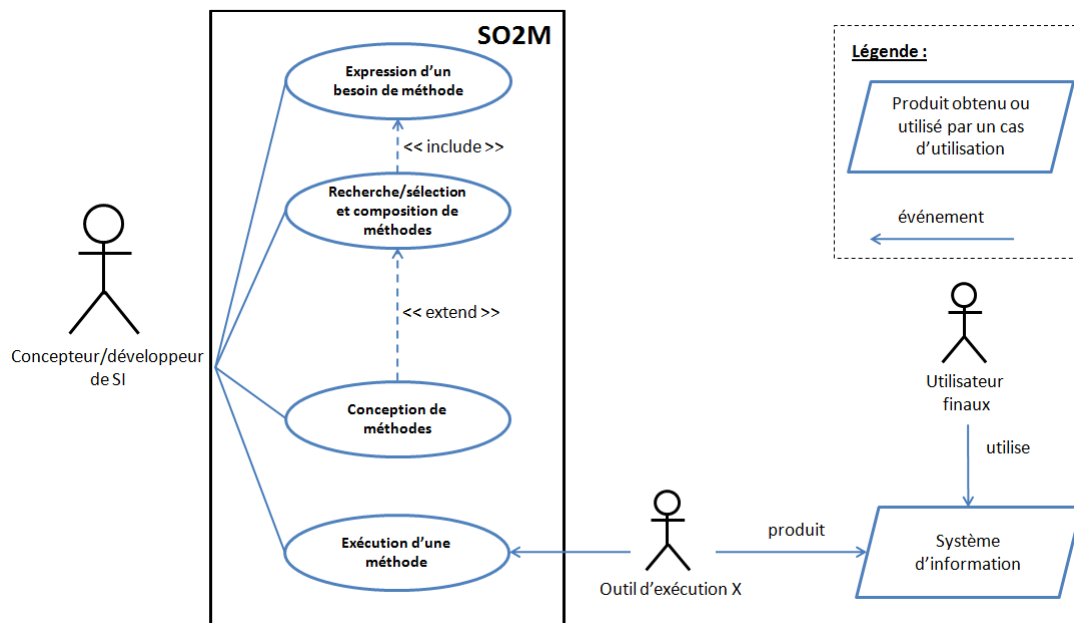 SO2M
Expression d'un
besoin de méthode
<< include >>
Recherche/sélection
et composition de
méthodes
<< extend >>
Conception de
méthodes
Exécution d'une
méthode
Concepteur/développeur
de SI
Légende :
Produit obtenu ou
utilisé par un cas
d'utilisation
événement
Utilisateur
finaux
utilise
Outil d'exécution X
produit
Système
d'information